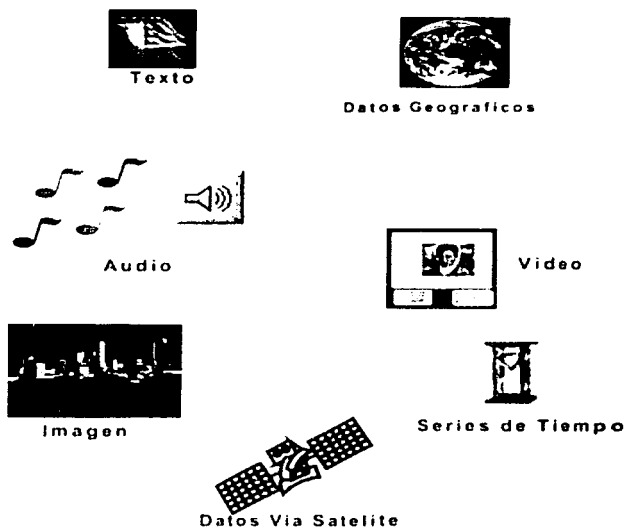 Texto
Datos Geograficos
Audio
Video
Imagen
Series de Tiempo
Datos Via Satelite